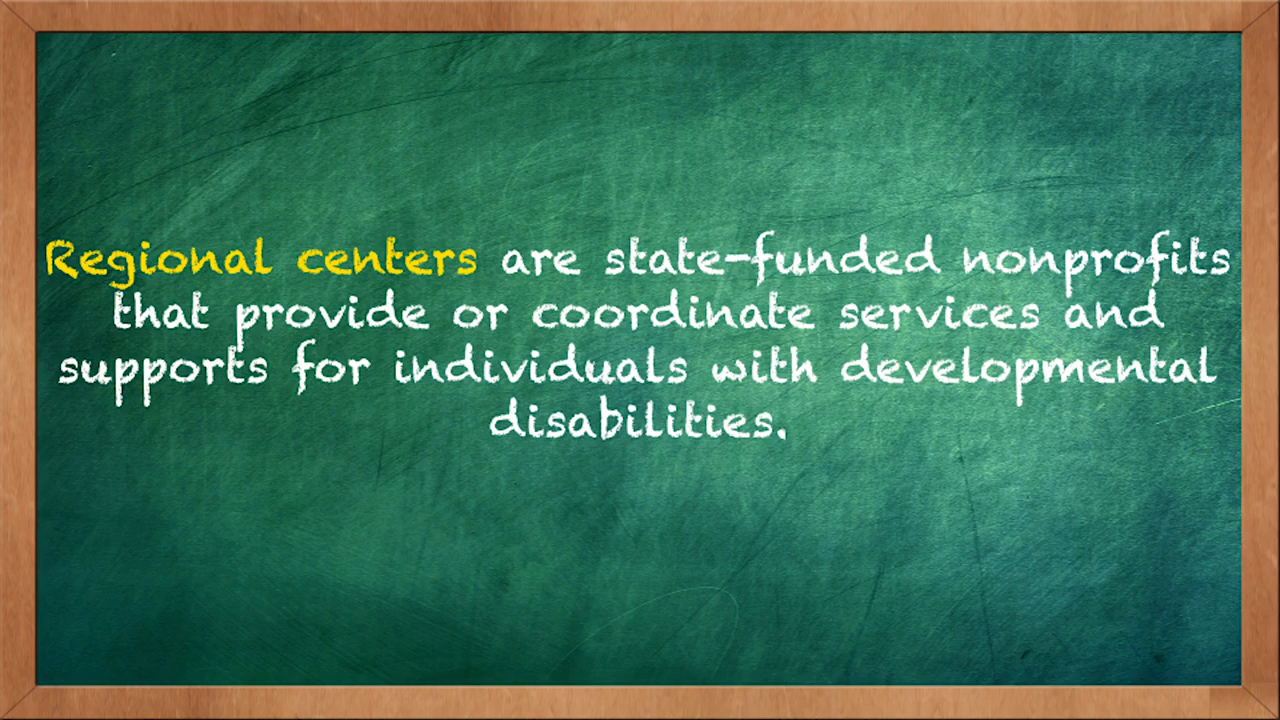 Regional centers are state-funded nonprofits
that provide or coordinate services and
supports for individuals with developmental
disabilities.